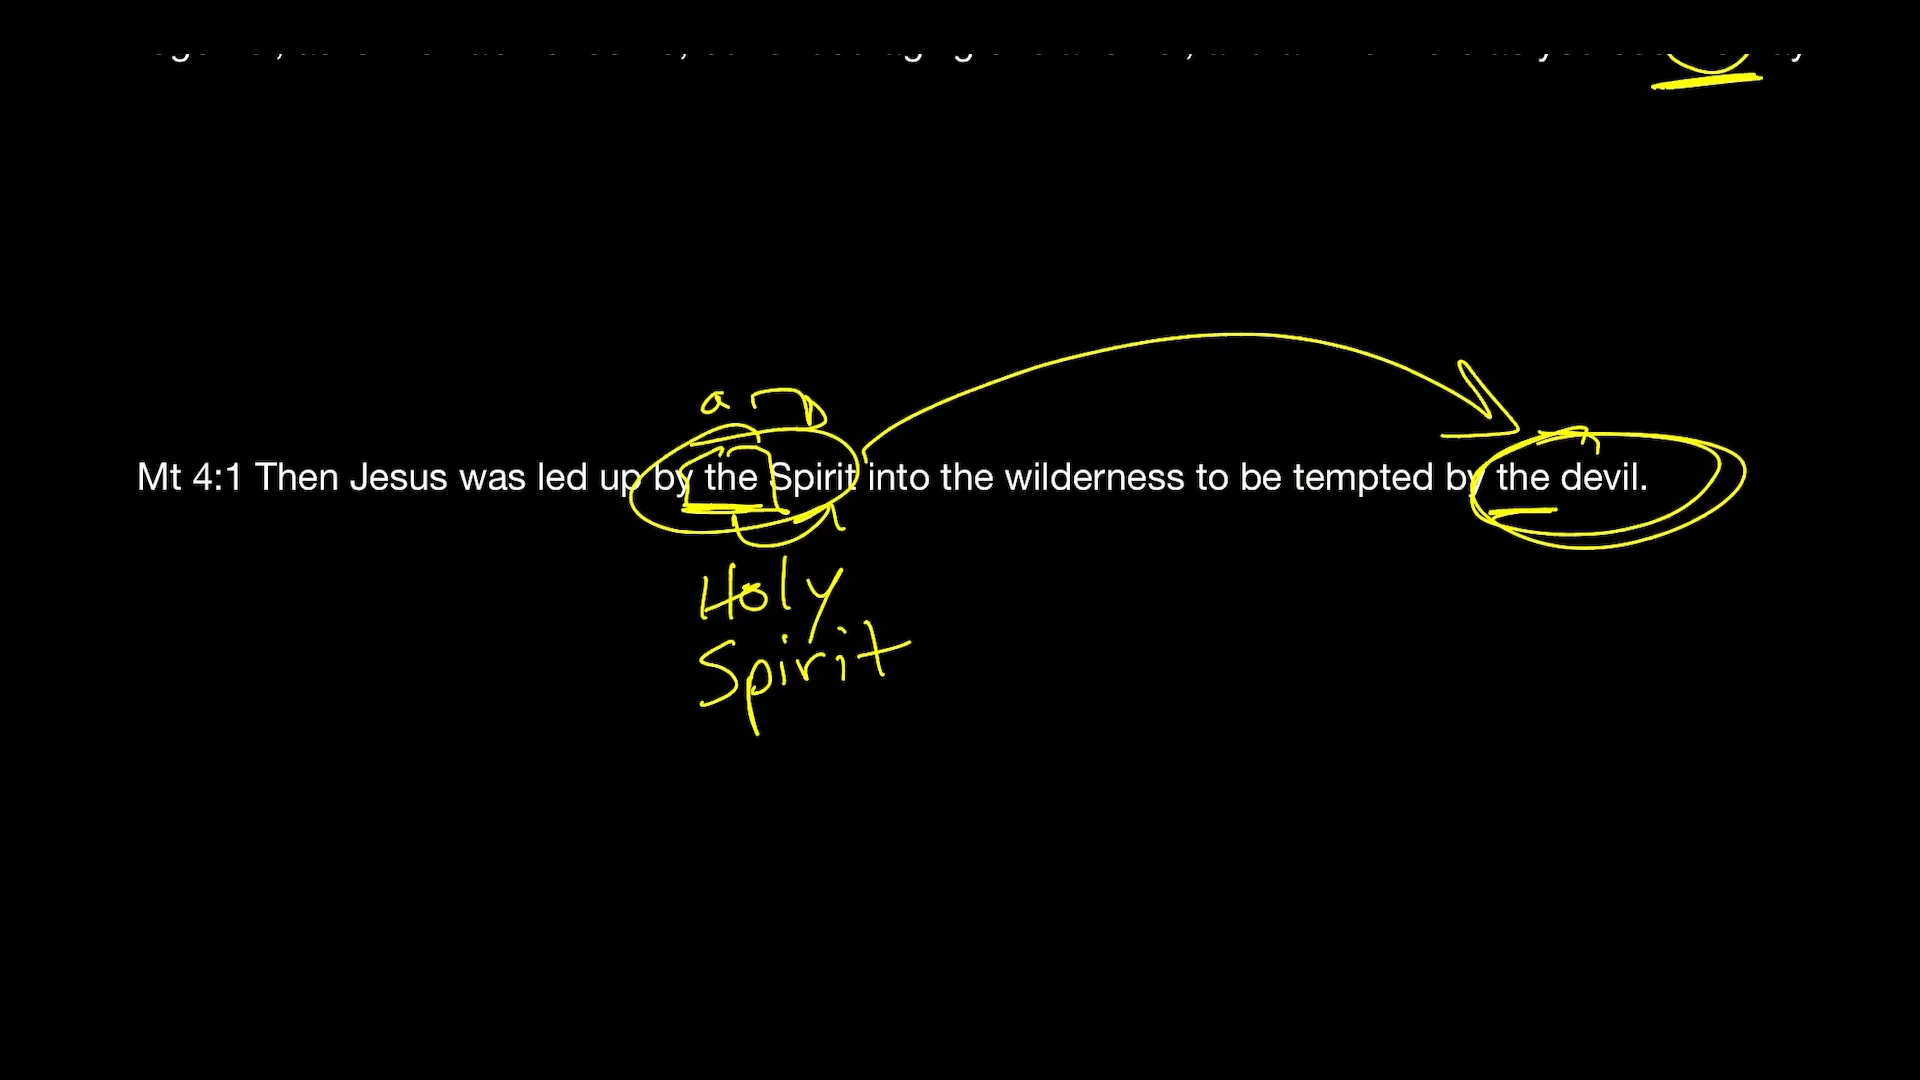 a
Mt 4:1 Then Jesus was led up by the Spirit into the wilderness to be tempted by the devil.
Holy
Spirit